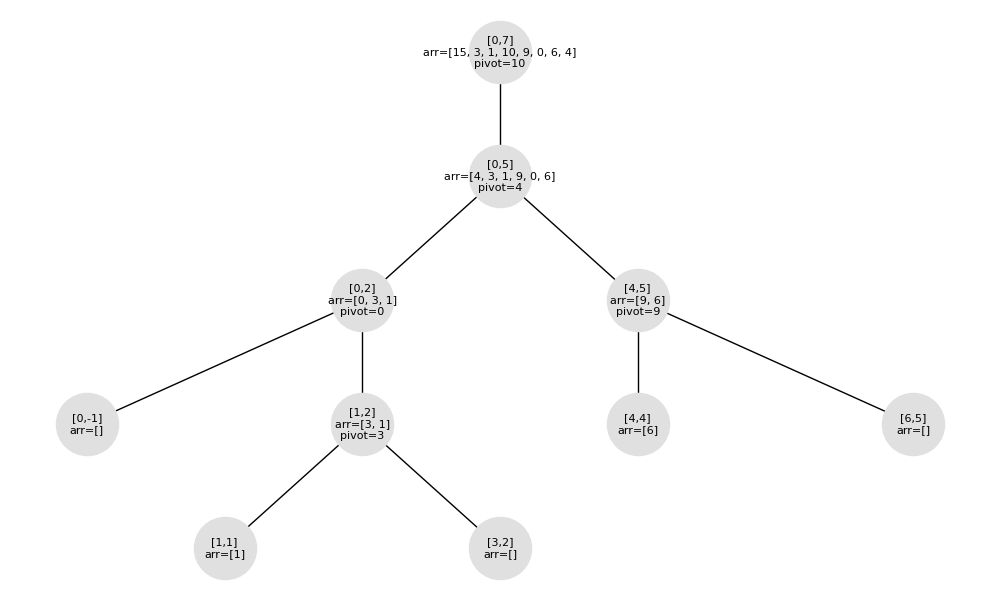 [0,7]
arr=[15, 3, 1, 10, 9, 0, 6, 4]
pivot=10
[0,5]
arr=[4, 3, 1, 9, 0, 6]
pivot=4
[0,2]
arr=[0, 3, 1]
pivot=0
[4,5]
arr=[9, 6]
pivot=9
[0,-1]
arr=[]
[1,2]
arr=[3, 1]
pivot=3
[4,4]
arr=[6]
[6,5]
arr=[]
[1,1]
arr=[1]
[3,2]
arr=[]